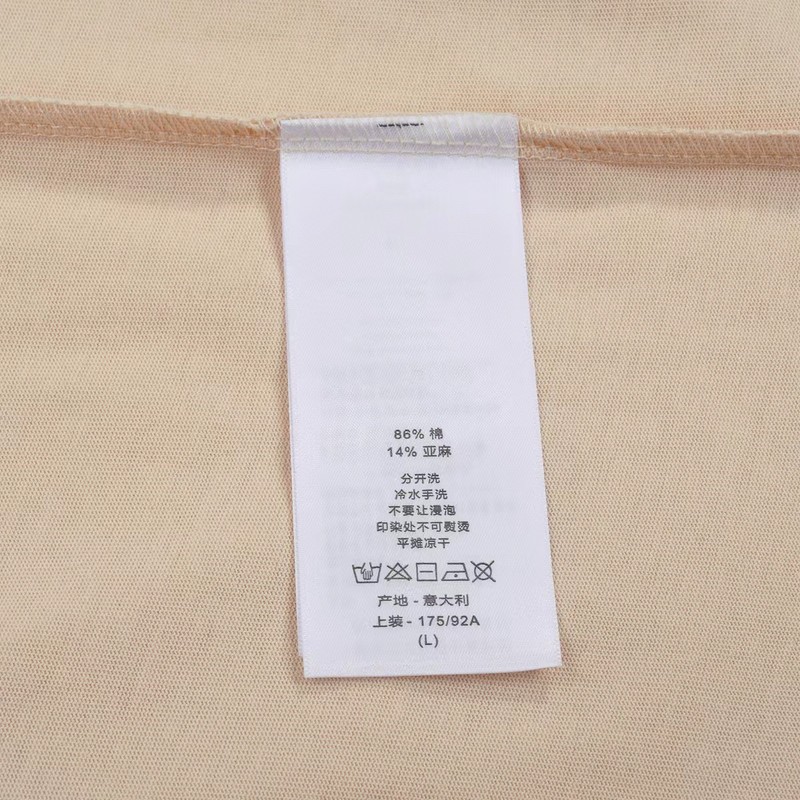 86% 棉
14% 亚麻
分开洗
冷水手洗
不要让漫泡
印染处不可熨烫
平摊凉干
产地 - 意大利
上装 - 175/92A
(L)